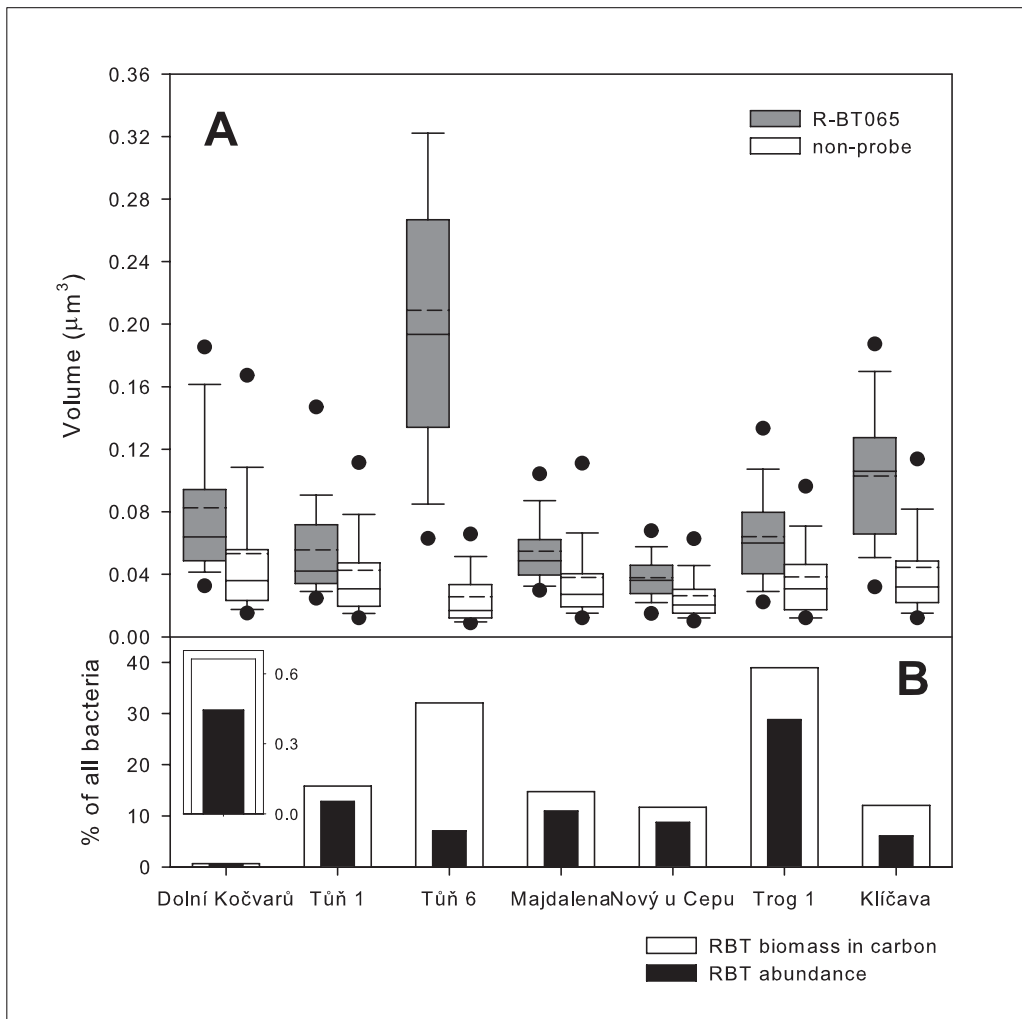 0.36
0.32
0.28
0.24
0.20
0.16
0.12
0.08
0.04
0.00
Volume (μm³)
A
R-BT065
non-probe
40
30
20
10
0
% of all bacteria
0.6
0.3
0.0
B
Dolní Kočvarů Tůň 1 Tůň 6 Majdalena Nový u Cepu Trog 1 Klíčava
RBT biomass in carbon
RBT abundance